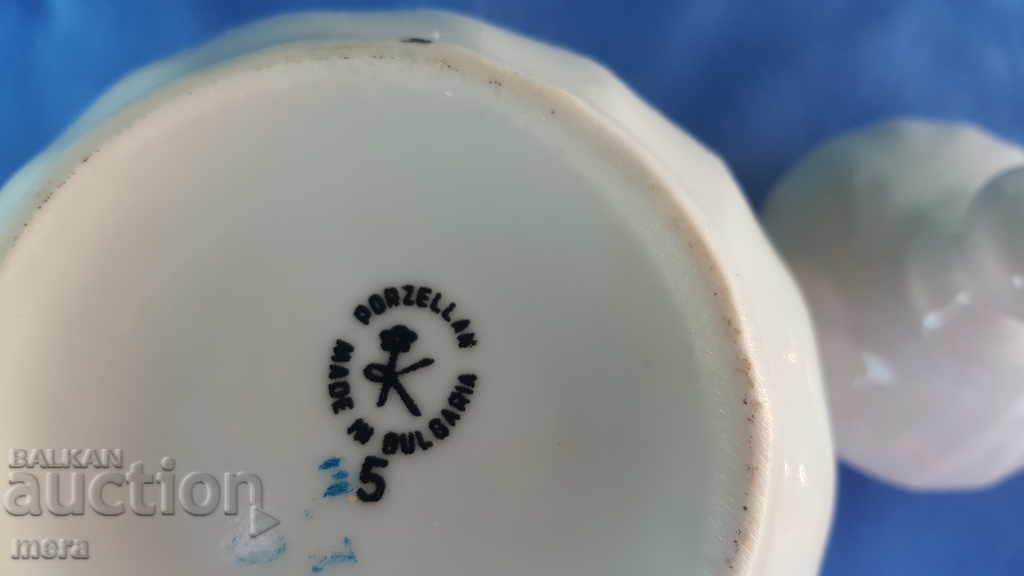 PORZELLAN
MADE IN BULGARIA
5
BALKAN
auction
mera